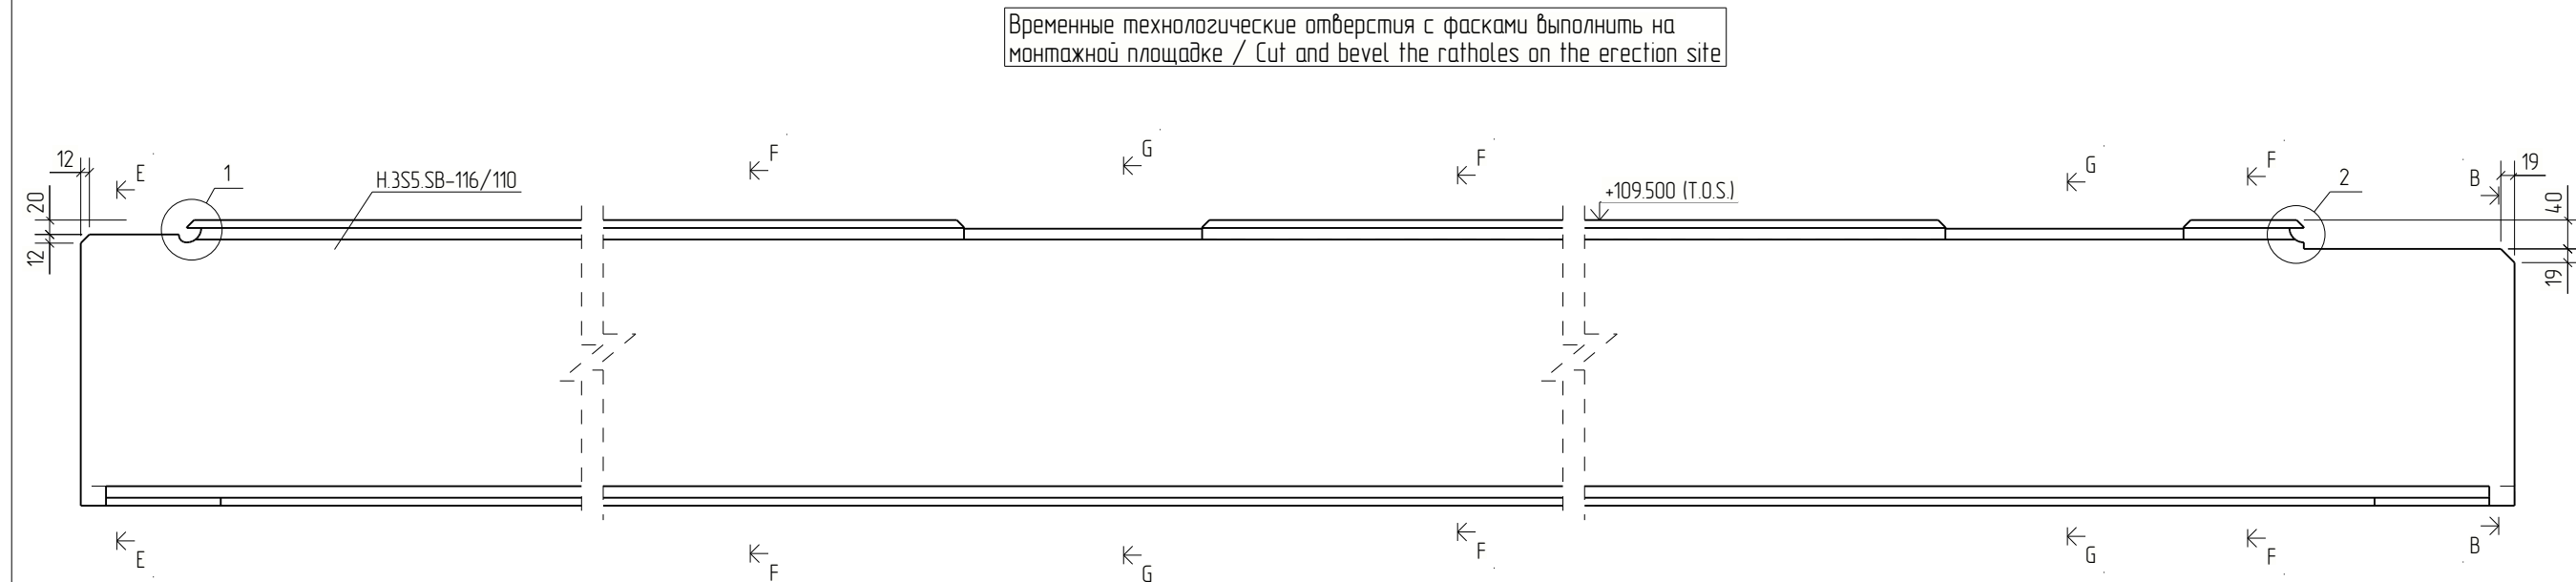 Временные технологические отверстия с фасками выполнить на
монтажной площадке / Cut and bevel the ratholes on the erection site
12
E
1
H.3S5.SB-116/110
F
G
F
+109.500 (T.O.S.)
G
F
2
B
19
20
12
40
19
E
F
G
F
G
F
B